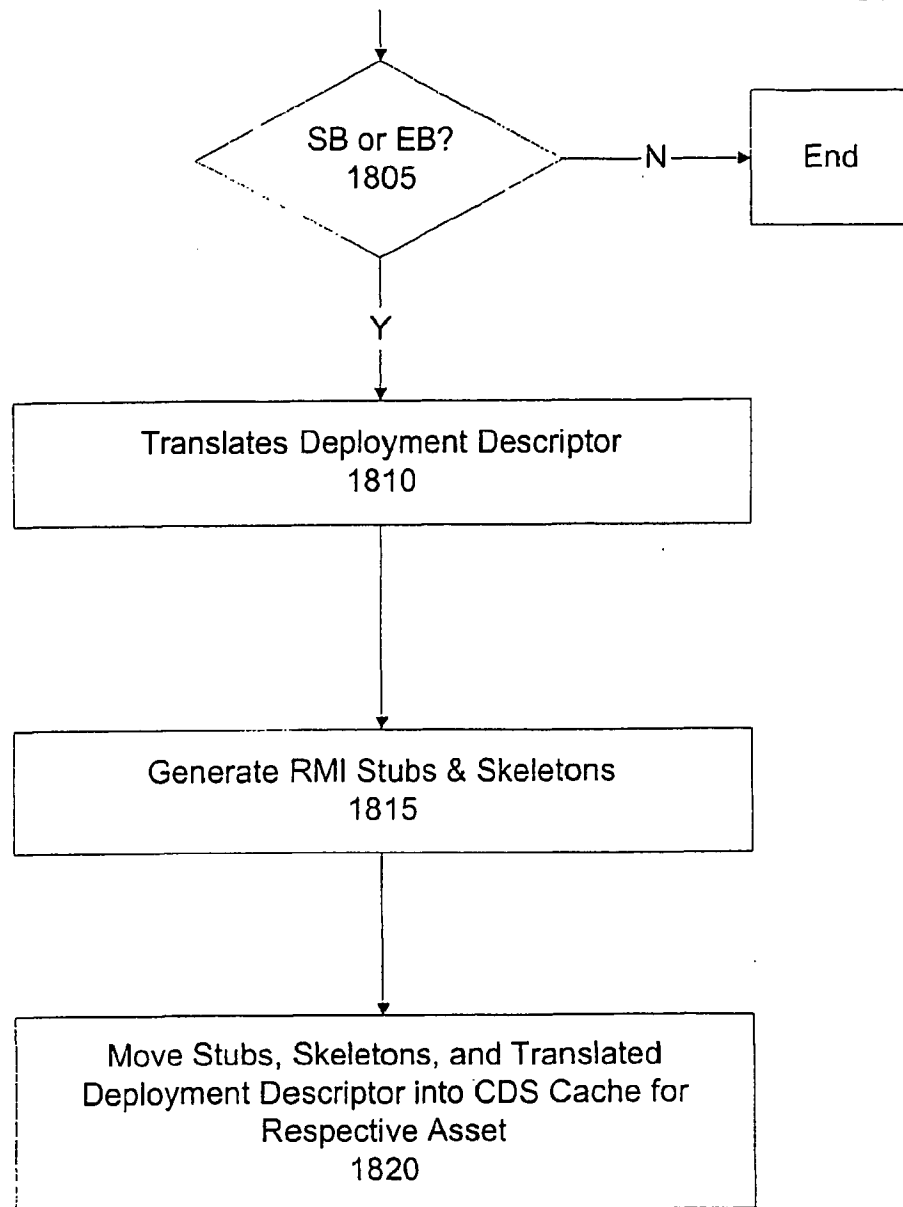 SB or EB?
1805
N
End
Y
Translates Deployment Descriptor
1810
Generate RMI Stubs & Skeletons
1815
Move Stubs, Skeletons, and Translated
Deployment Descriptor into CDS Cache for
Respective Asset
1820